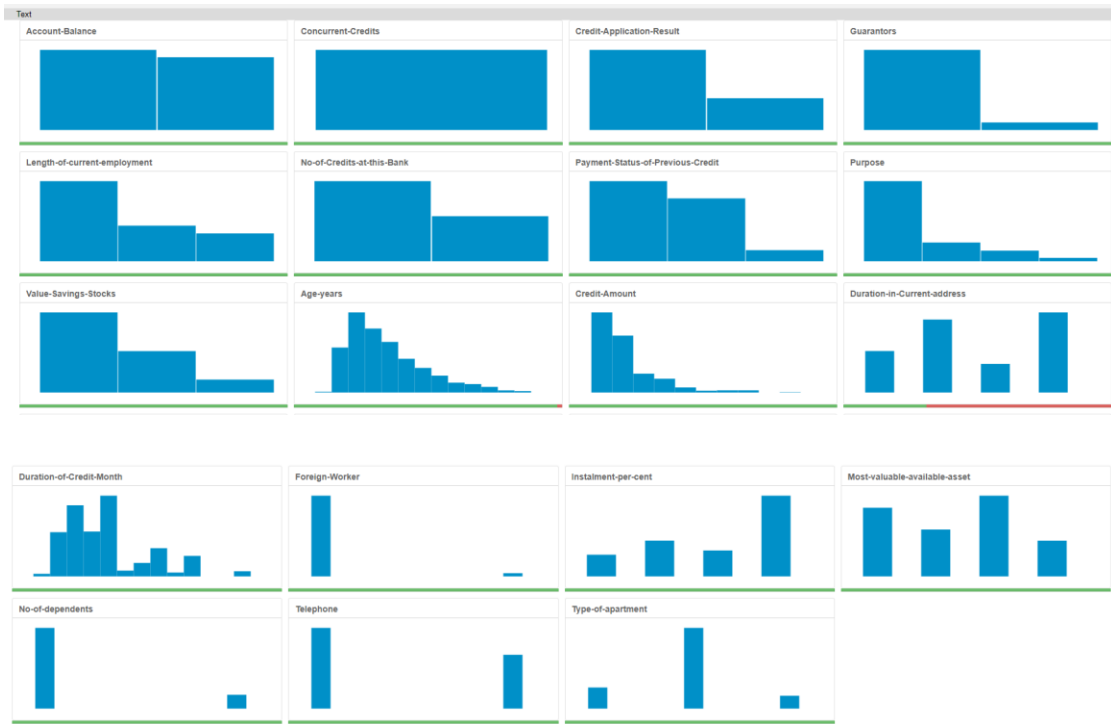 Text
Account-Balance
Concurrent-Credits
Credit-Application-Result
Guarantors
Length-of-current-employment
No-of-Credits-at-this-Bank
Payment-Status-of-Previous-Credit
Purpose
Value-Savings-Stocks
Age-years
Credit-Amount
Duration-in-Current-address
Duration-of-Credit-Month
Foreign-Worker
Instalment-per-cent
Most-valuable-available-asset
No-of-dependents
Telephone
Type-of-apartment